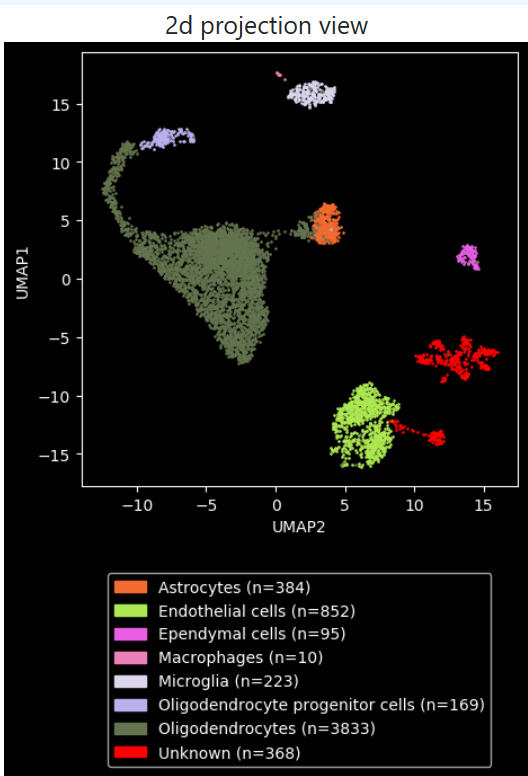 2d projection view
15
10
5
0
−5
−10
−15
UMAP1
−10 −5 0 5 10 15
UMAP2
Astrocytes (n=384)
Endothelial cells (n=852)
Ependymal cells (n=95)
Macrophages (n=10)
Microglia (n=223)
Oligodendrocyte progenitor cells (n=169)
Oligodendrocytes (n=3833)
Unknown (n=368)